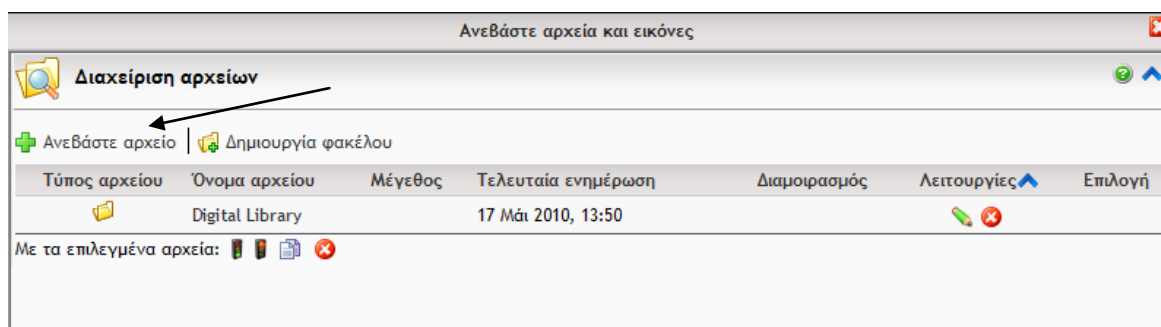 Ανεβάστε αρχεία και εικόνες
Διαχείριση αρχείων
Ανεβάστε αρχείο Δημιουργία φακέλου
Τύπος αρχείου Όνομα αρχείου Μέγεθος Τελευταία ενημέρωση Διαμοιρασμός Λειτουργίες Επιλογή
Digital Library 17 Μάι 2010, 13:50
Με τα επιλεγμένα αρχεία: